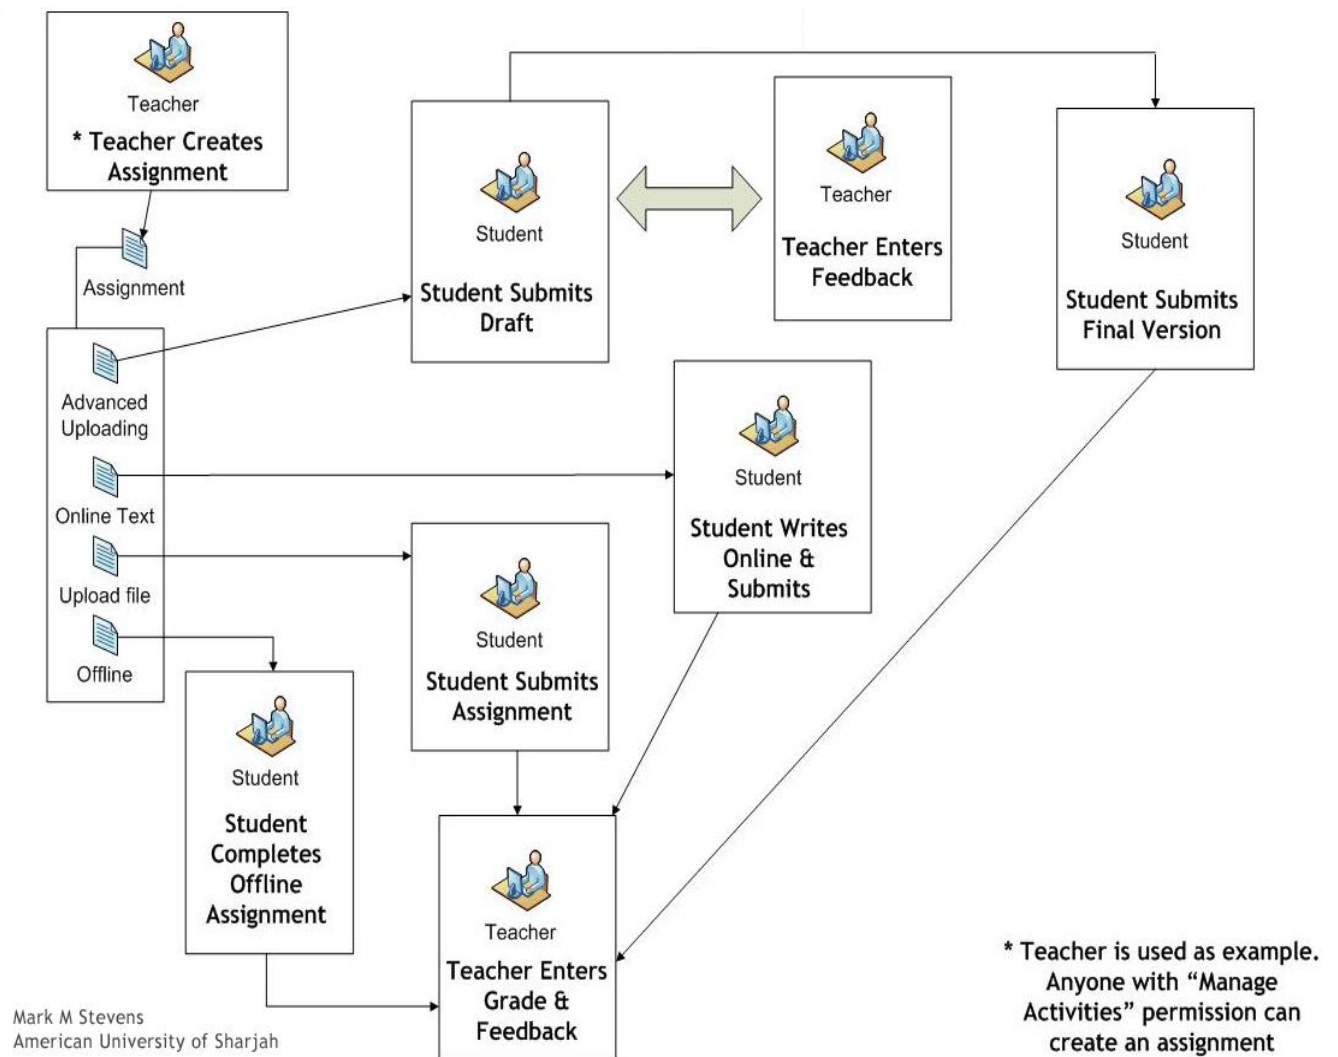 Teacher
* Teacher Creates
Assignment
Assignment
Advanced
Uploading
Online Text
Upload file
Offline
Student
Student Submits
Draft
Teacher
Teacher Enters
Feedback
Student
Student Submits
Final Version
Student
Student Writes
Online &
Submits
Student
Student Submits
Assignment
Student
Student
Completes
Offline
Assignment
Teacher
Teacher Enters
Grade &
Feedback
* Teacher is used as example.
Anyone with “Manage
Activities” permission can
create an assignment
Mark M Stevens
American University of Sharjah